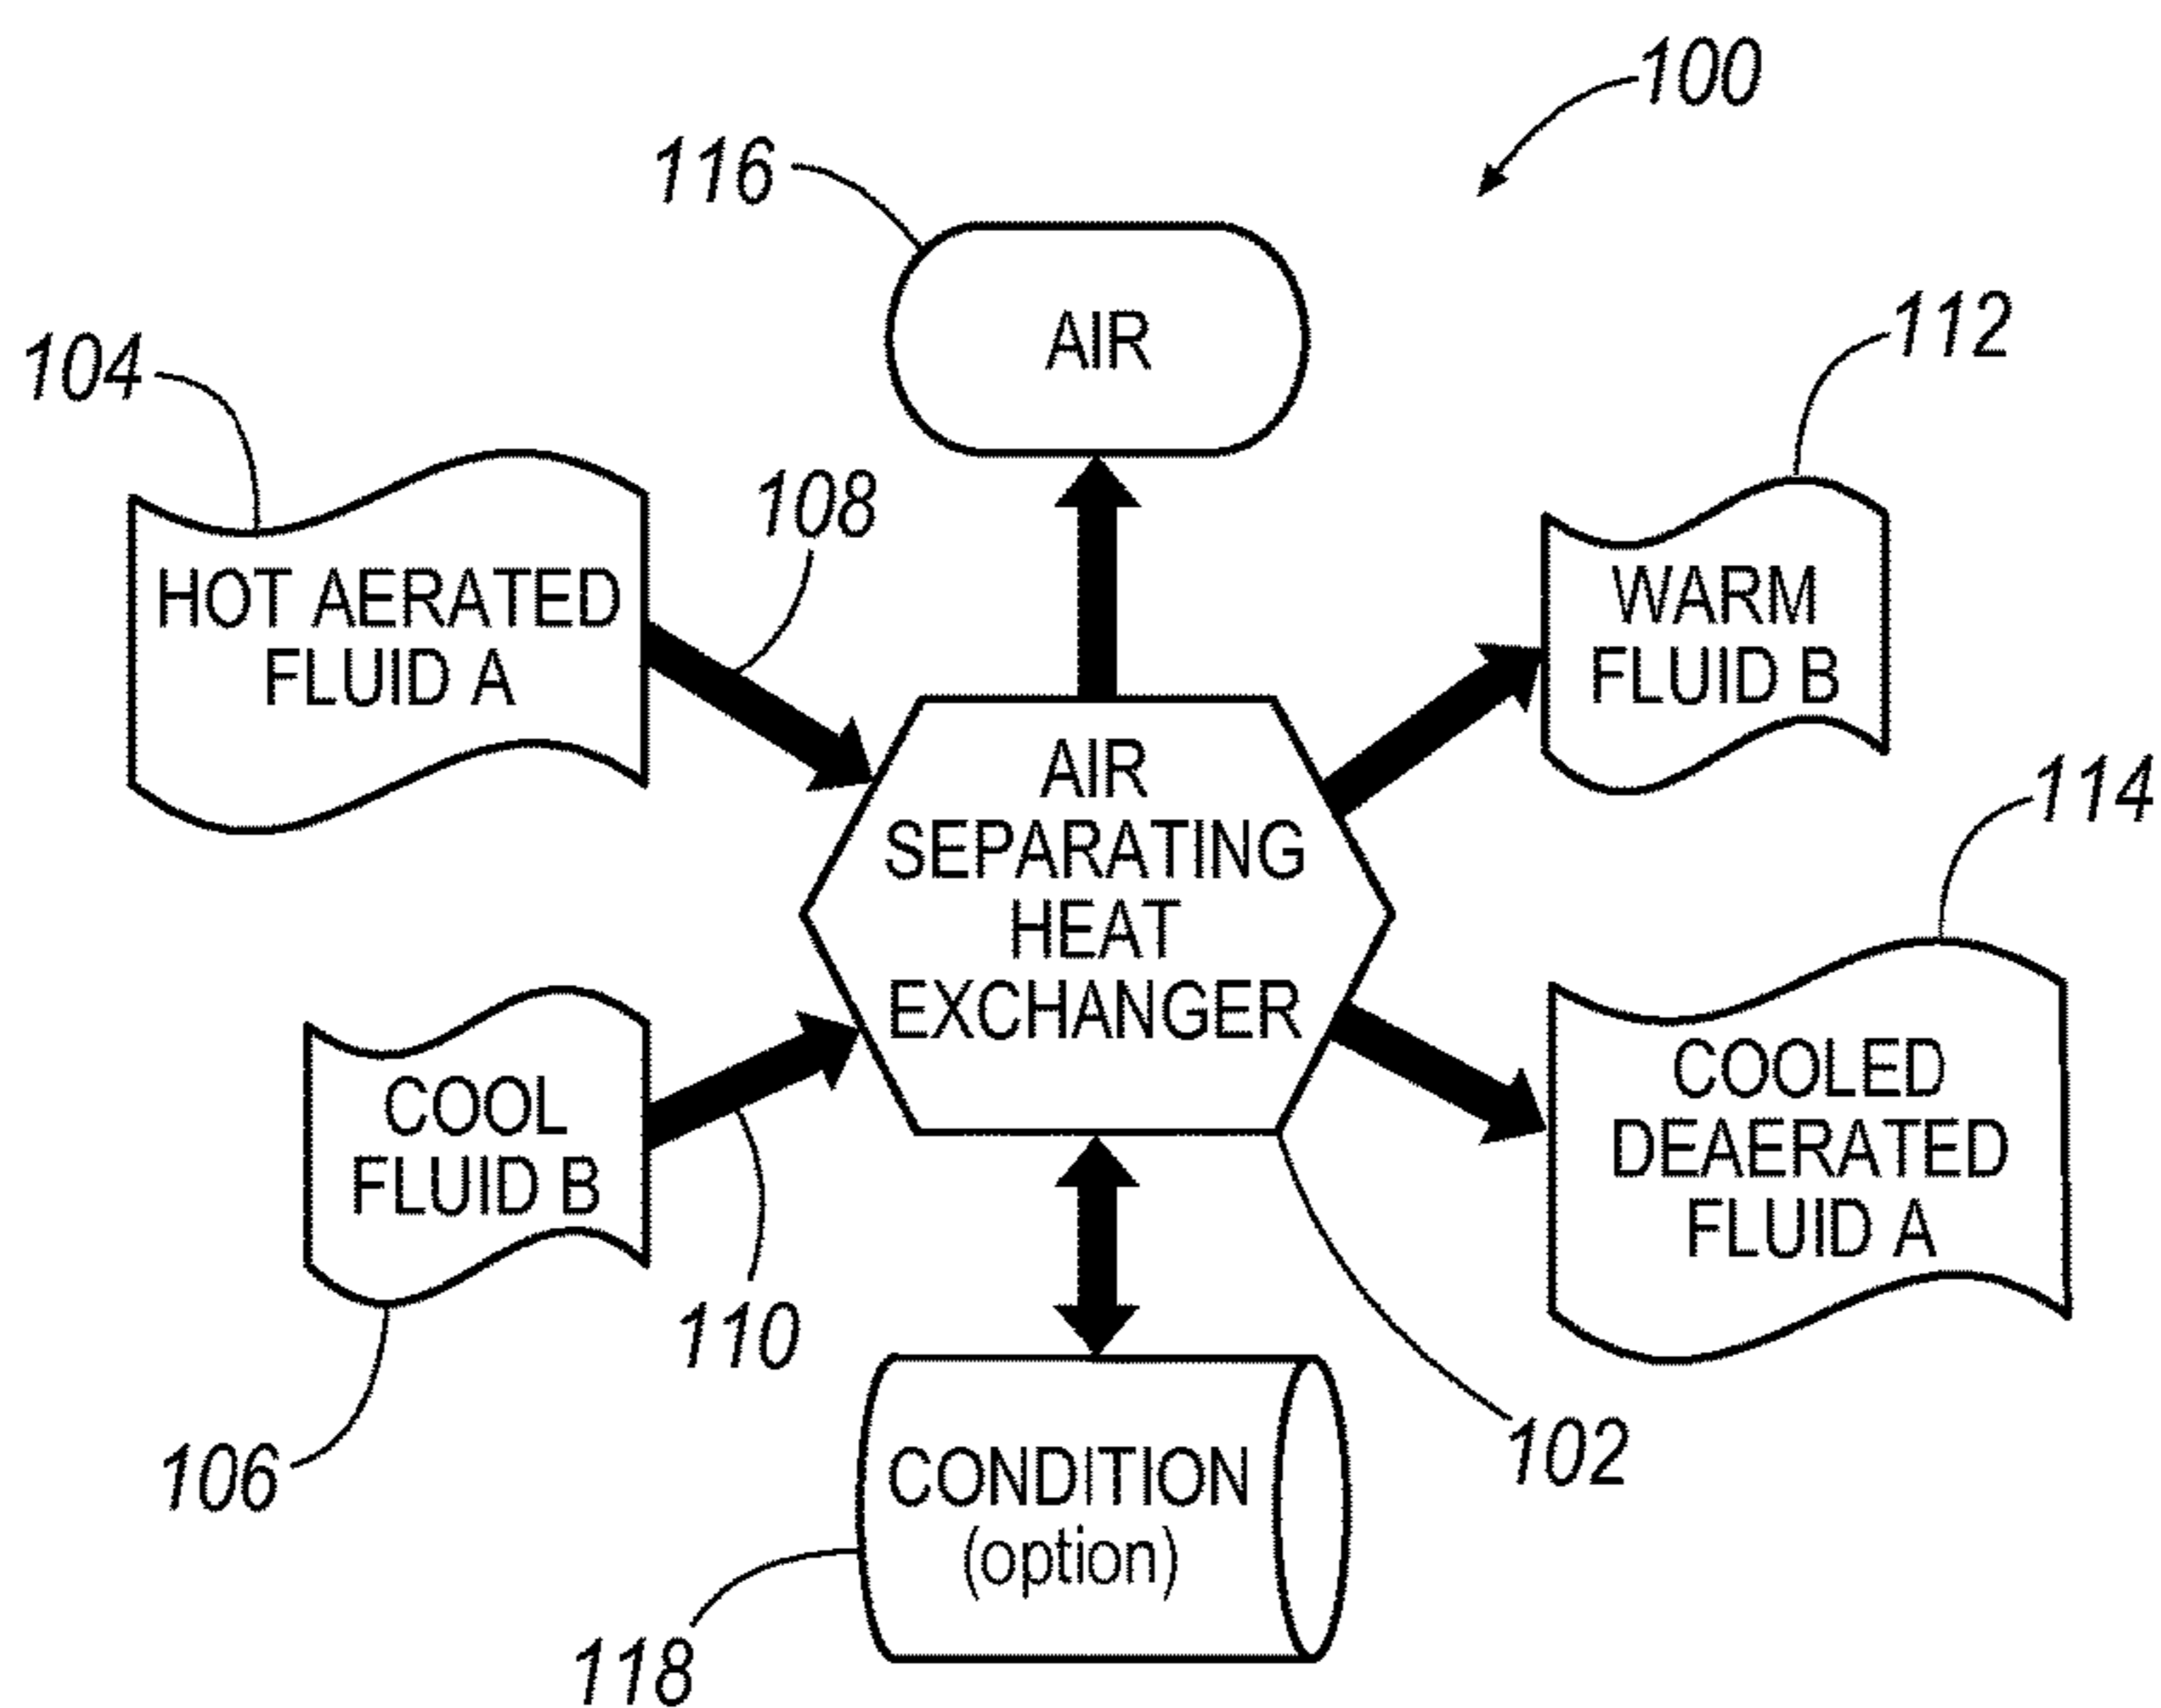 100
116
AIR
112
104
108
HOT AERATED
FLUID A
WARM
FLUID B
114
AIR
SEPARATING
HEAT
EXCHANGER
COOL
FLUID B
COOLED
DEAERATED
FLUID A
110
106
102
CONDITION
(option)
118